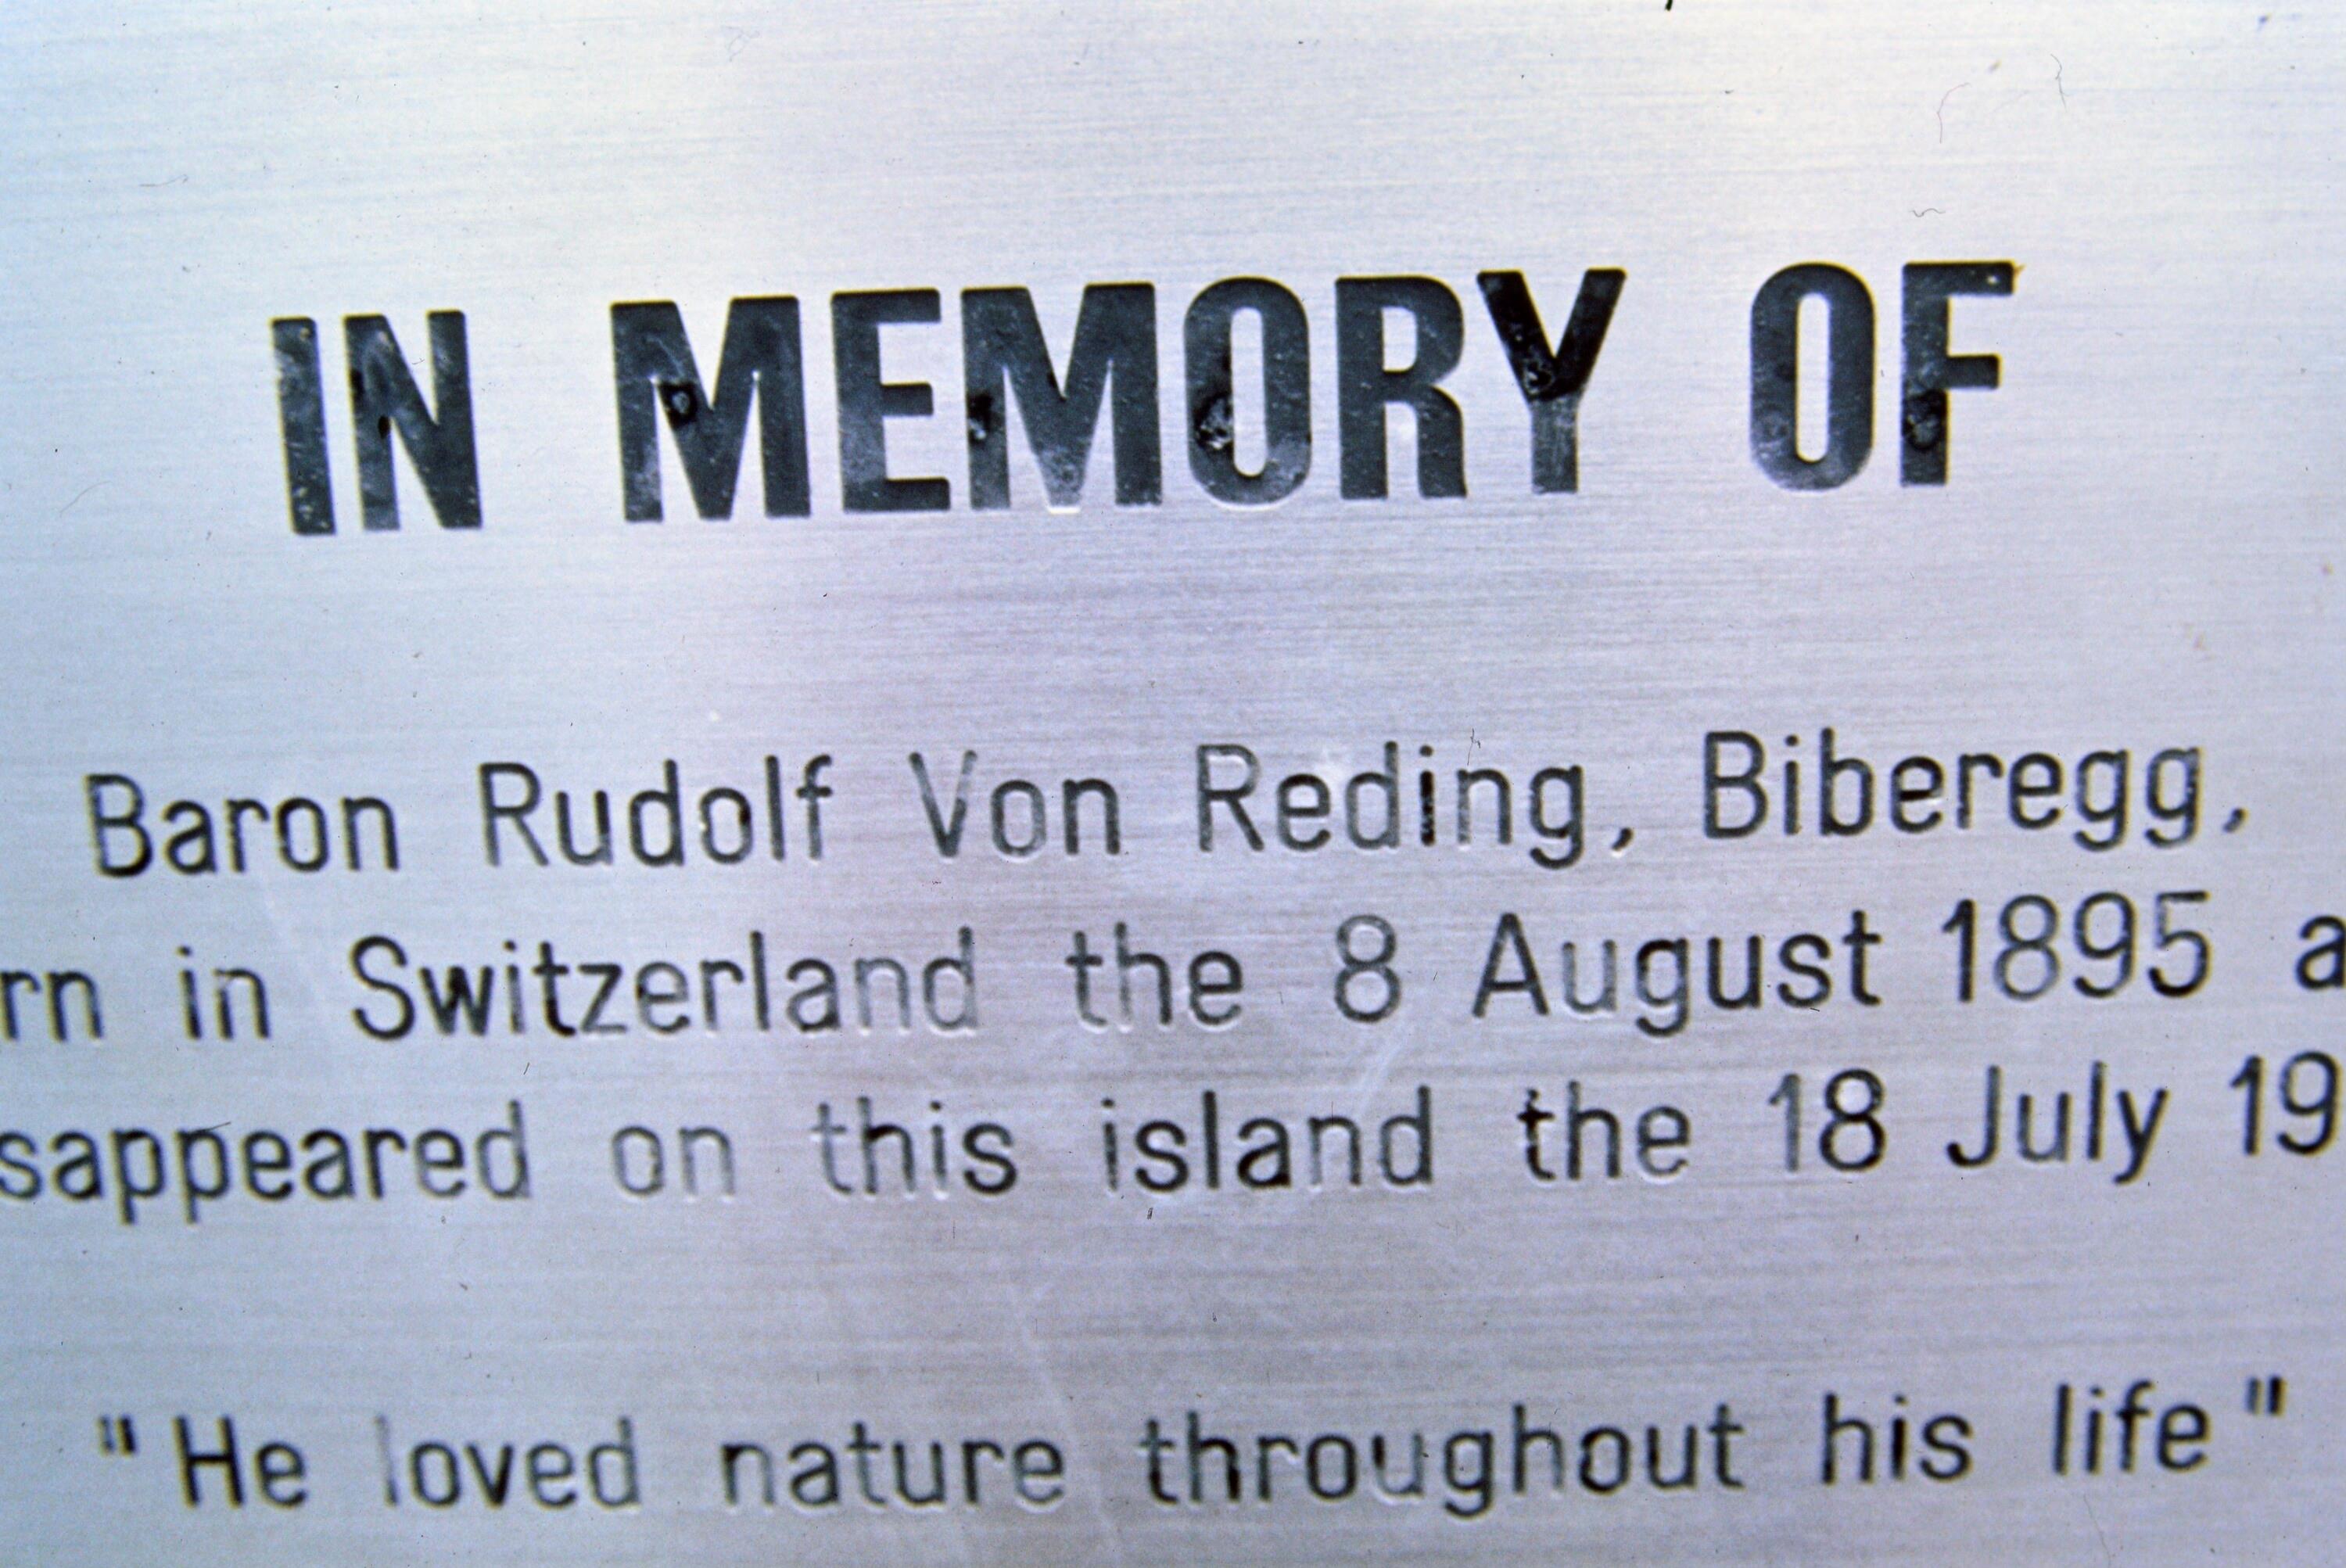 IN MEMORY OF
Baron Rudolf Von Reding, Biberegg,
rn in Switzerland the 8 August 1895 a
sappeared on this island the 18 July 19
"He loved nature throughout his life"